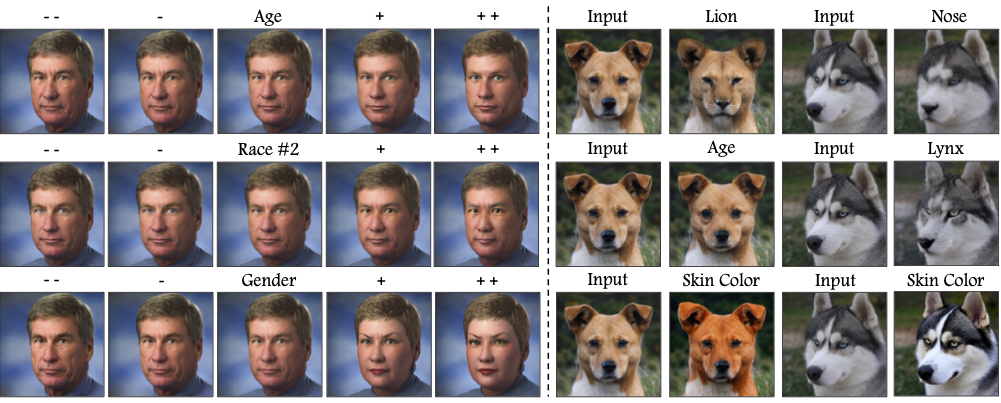 - - - Age + + + Input Lion Input Nose
- - - Race #2 + + + Input Age Input Lynx
- - - Gender + + + Input Skin Color Input Skin Color